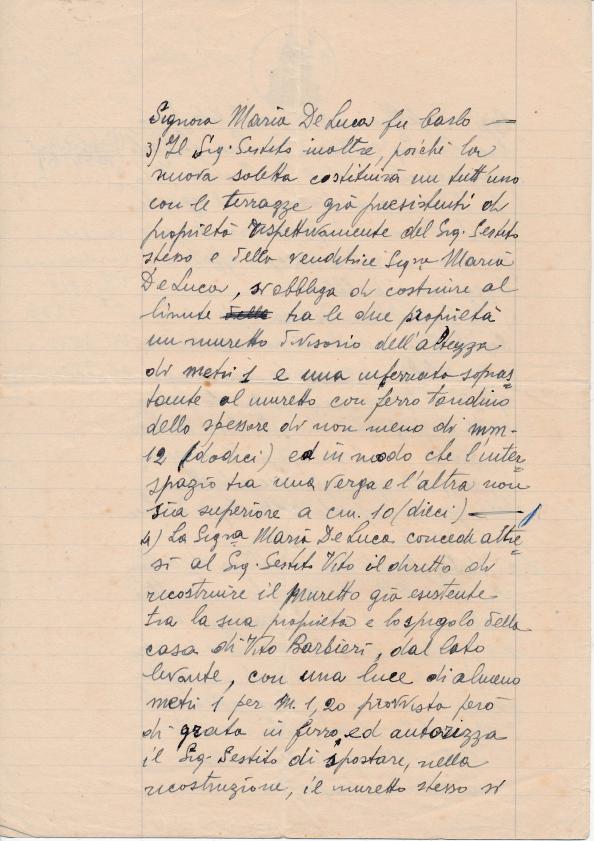 Signora Maria De Luca fu Carlo —
3) Il Sig. Sestito inoltre, poichè la
nuova soletta costituirà un tutt'uno
con le terrazze già preesistenti di
proprietà rispettivamente del Sig. Sestito
stesso e della venditrice Sigra Maria
De Luca, si obbliga di costruire al
limite ~~della~~ tra le due proprietà
un muretto divisorio dell'altezza
di metri 1 e una inferriata sopras=
tante al muretto con ferro tondino
dello spessore di non meno di mm-
12 (dodici) ed in modo che l'inter=
spazio tra una verga e l'altra non
sia superiore a cm. 10 (dieci) —
4) La Sigra Maria De Luca concede altre=
sì al Sig. Sestito Vito il diritto di
ricostruire il muretto già esistente
tra la sua proprietà e lo spigolo della
casa di Vito Barbieri, dal lato
levante, con una luce di almeno
metri 1 per m 1,20 provvista però
di grata in ferro, ed autorizza
il Sig. Sestito di spostare, nella
ricostruzione, il muretto stesso si